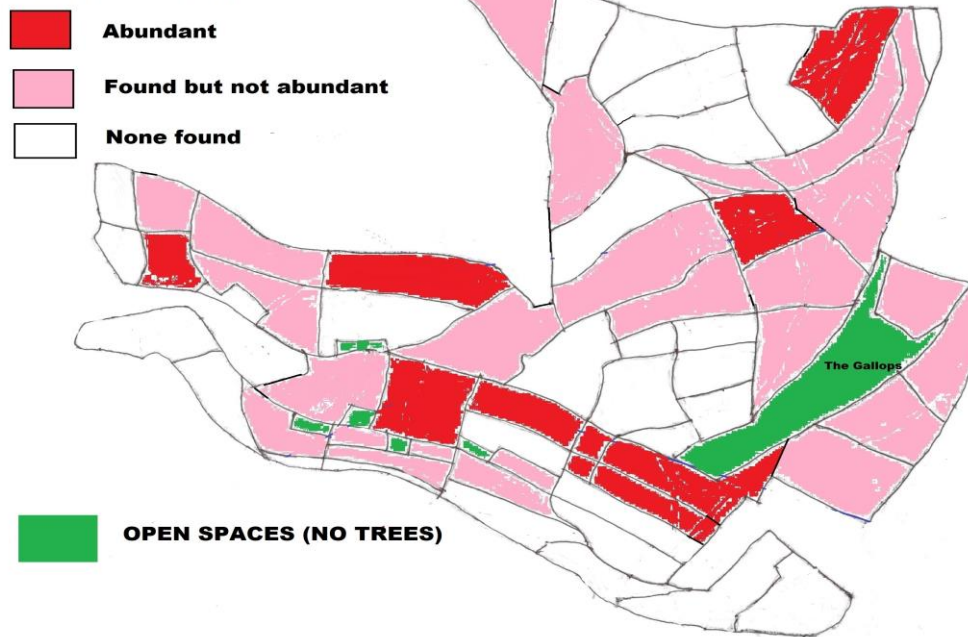 Abundant
Found but not abundant
None found
The Gallops
OPEN SPACES (NO TREES)